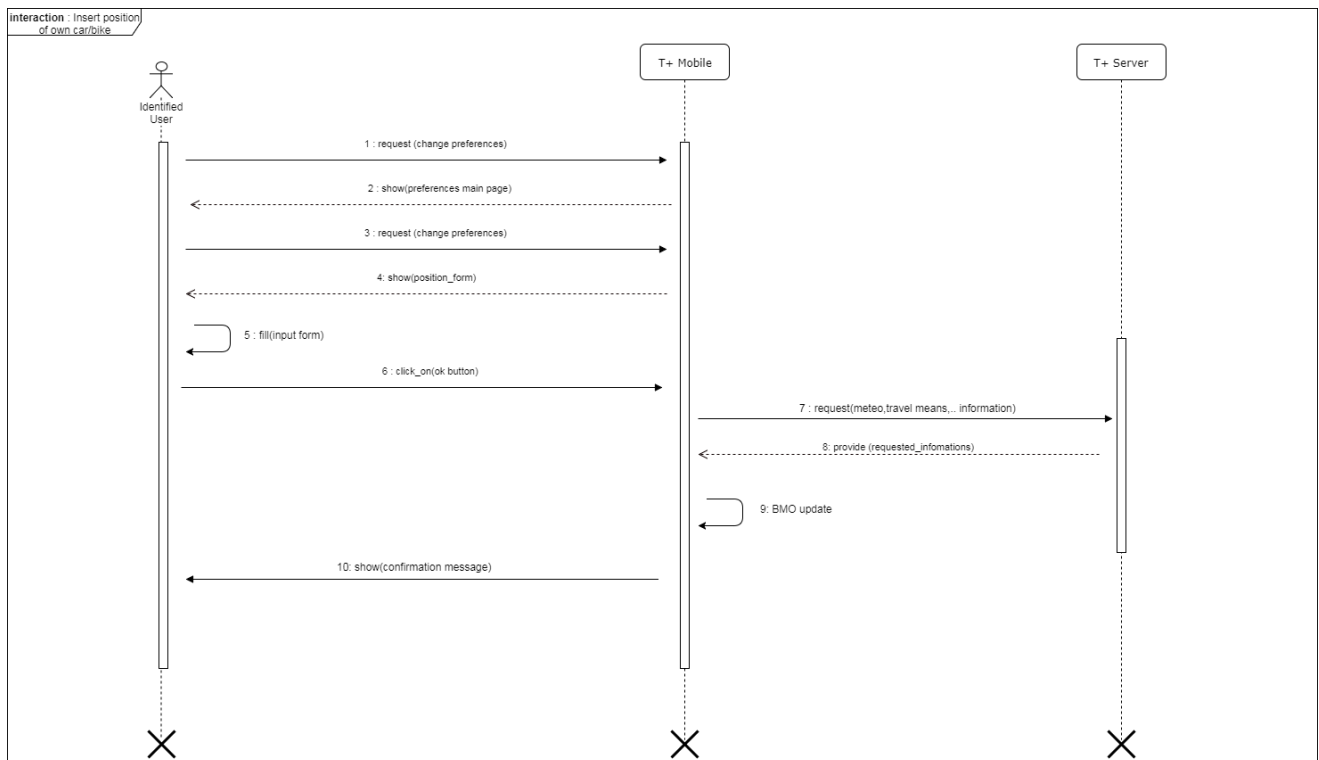 interaction : Insert position
of own car/bike
T+ Mobile
T+ Server
Identified
User
1 : request (change preferences)
2 : show(preferences main page)
3 : request (change preferences)
4: show(position_form)
5 : fill(input form)
6 : click_on(ok button)
7 : request(meteo,travel means,.. information)
8: provide (requested_infomations)
9: BMO update
10: show(confirmation message)